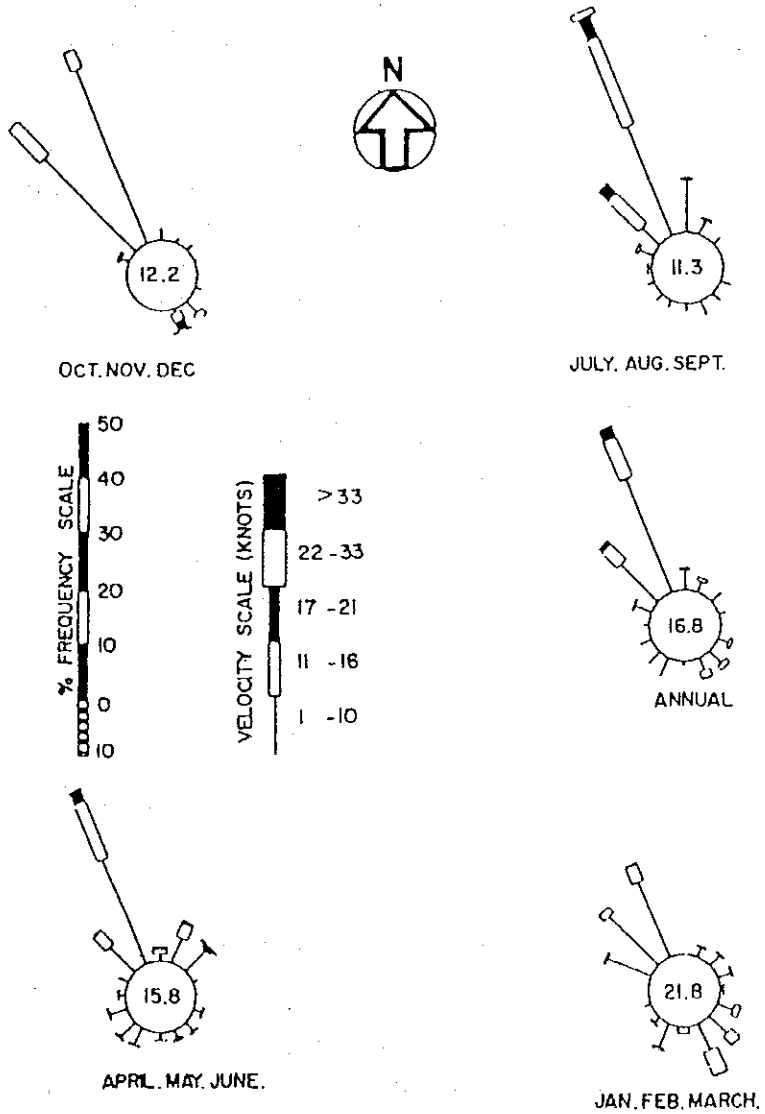 N
12.2
11.3
OCT. NOV. DEC
JULY. AUG. SEPT.
% FREQUENCY SCALE
50
40
30
20
10
0
10
VELOCITY SCALE (KNOTS)
> 33
22 - 33
17 - 21
11 - 16
1 - 10
16.8
ANNUAL
15.8
21.8
APRIL. MAY. JUNE.
JAN. FEB. MARCH.